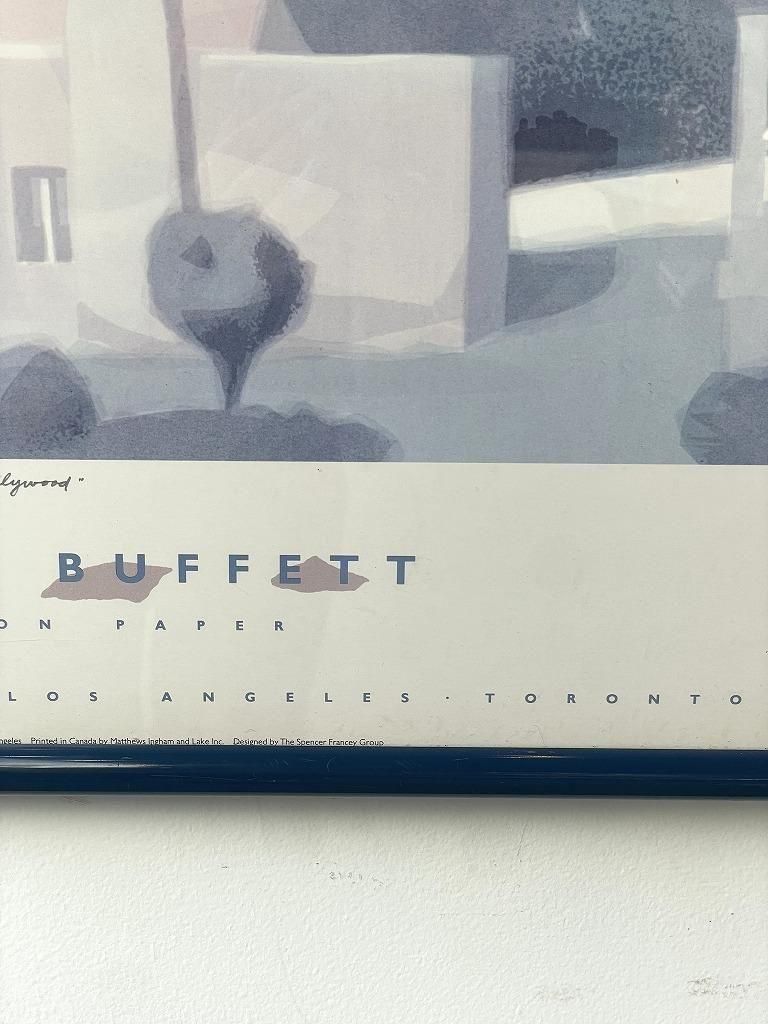 lywood"
BUFFETT
ON PAPER
LOS ANGELES · TORONTO
ngeles Printed in Canada by Matthews Ingham and Lake Inc. Designed by The Spencer Francey Group